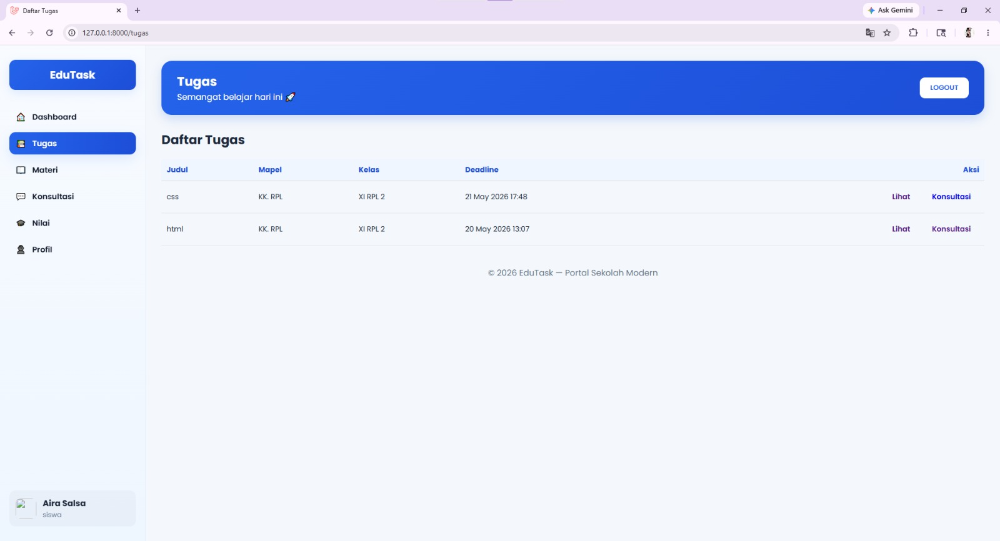 Daftar Tugas
Ask Gemini
127.0.0.1:8000/tugas
EduTask
Dashboard
Tugas
Materi
Konsultasi
Nilai
Profil
Aira Salsa
siswa
Tugas
Semangat belajar hari ini 🚀
LOGOUT
Daftar Tugas
Judul Mapel Kelas Deadline Aksi
css KK. RPL XI RPL 2 21 May 2026 17:48 Lihat Konsultasi
html KK. RPL XI RPL 2 20 May 2026 13:07 Lihat Konsultasi
© 2026 EduTask — Portal Sekolah Modern